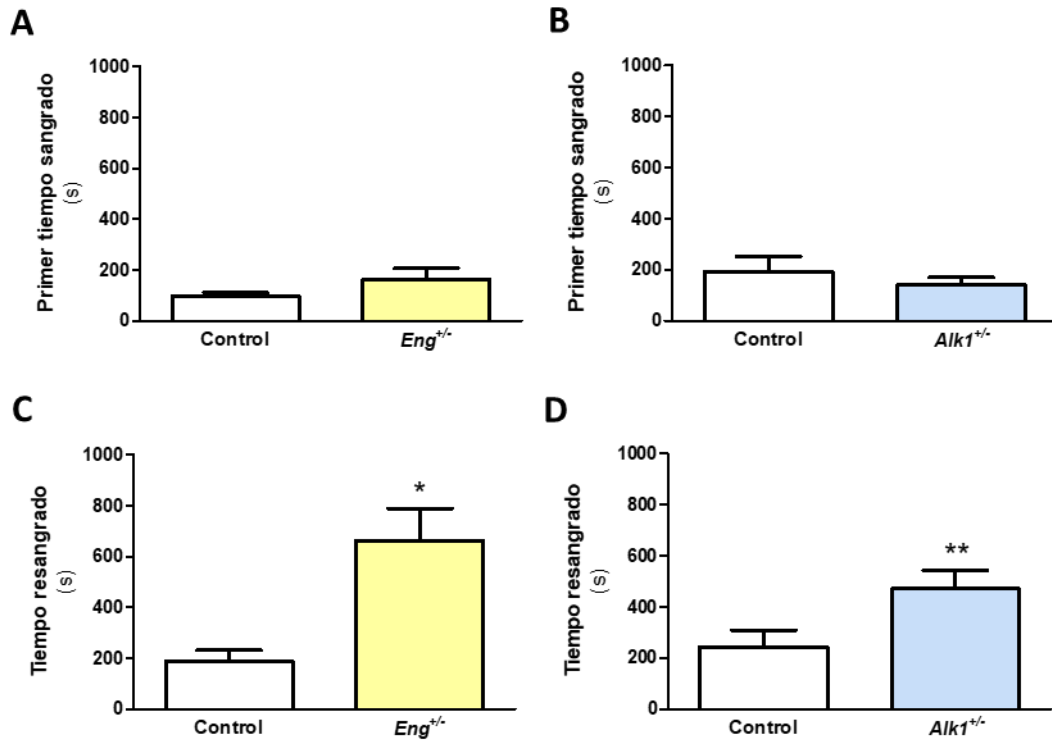 A
Primer tiempo sangrado
(s)
1000
800
600
400
200
0
Control
Eng+/-
B
Primer tiempo sangrado
(s)
1000
800
600
400
200
0
Control
Alk1+/-
C
Tiempo resangrado
(s)
1000
800
600
400
200
0
*
Control
Eng+/-
D
Tiempo resangrado
(s)
1000
800
600
400
200
0
**
Control
Alk1+/-